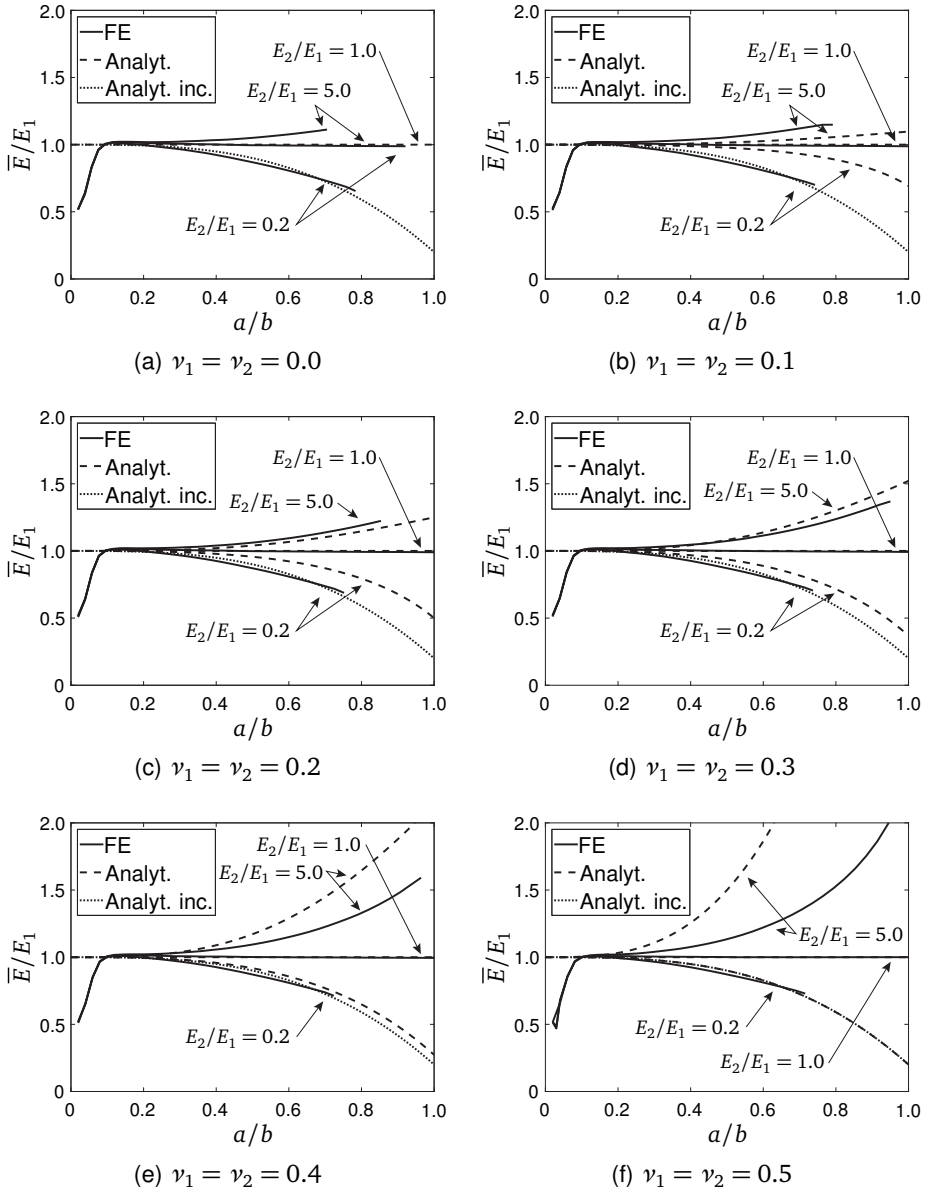 2.0
FE
Analyt.
Analyt. inc.
E₂/E₁ = 1.0
E₂/E₁ = 5.0
1.5
1.0
0.5
0
E̅/E₁
E₂/E₁ = 0.2
0 0.2 0.4 0.6 0.8 1.0
a/b
(a) ν₁ = ν₂ = 0.0
2.0
FE
Analyt.
Analyt. inc.
E₂/E₁ = 1.0
E₂/E₁ = 5.0
1.5
1.0
0.5
0
E̅/E₁
E₂/E₁ = 0.2
0 0.2 0.4 0.6 0.8 1.0
a/b
(b) ν₁ = ν₂ = 0.1
2.0
FE
Analyt.
Analyt. inc.
E₂/E₁ = 1.0
E₂/E₁ = 5.0
1.5
1.0
0.5
0
E̅/E₁
E₂/E₁ = 0.2
0 0.2 0.4 0.6 0.8 1.0
a/b
(c) ν₁ = ν₂ = 0.2
2.0
FE
Analyt.
Analyt. inc.
E₂/E₁ = 1.0
E₂/E₁ = 5.0
1.5
1.0
0.5
0
E̅/E₁
E₂/E₁ = 0.2
0 0.2 0.4 0.6 0.8 1.0
a/b
(d) ν₁ = ν₂ = 0.3
2.0
FE
Analyt.
Analyt. inc.
E₂/E₁ = 1.0
E₂/E₁ = 5.0
1.5
1.0
0.5
0
E̅/E₁
E₂/E₁ = 0.2
0 0.2 0.4 0.6 0.8 1.0
a/b
(e) ν₁ = ν₂ = 0.4
2.0
FE
Analyt.
Analyt. inc.
1.5
1.0
0.5
0
E̅/E₁
E₂/E₁ = 5.0
E₂/E₁ = 0.2
E₂/E₁ = 1.0
0 0.2 0.4 0.6 0.8 1.0
a/b
(f) ν₁ = ν₂ = 0.5